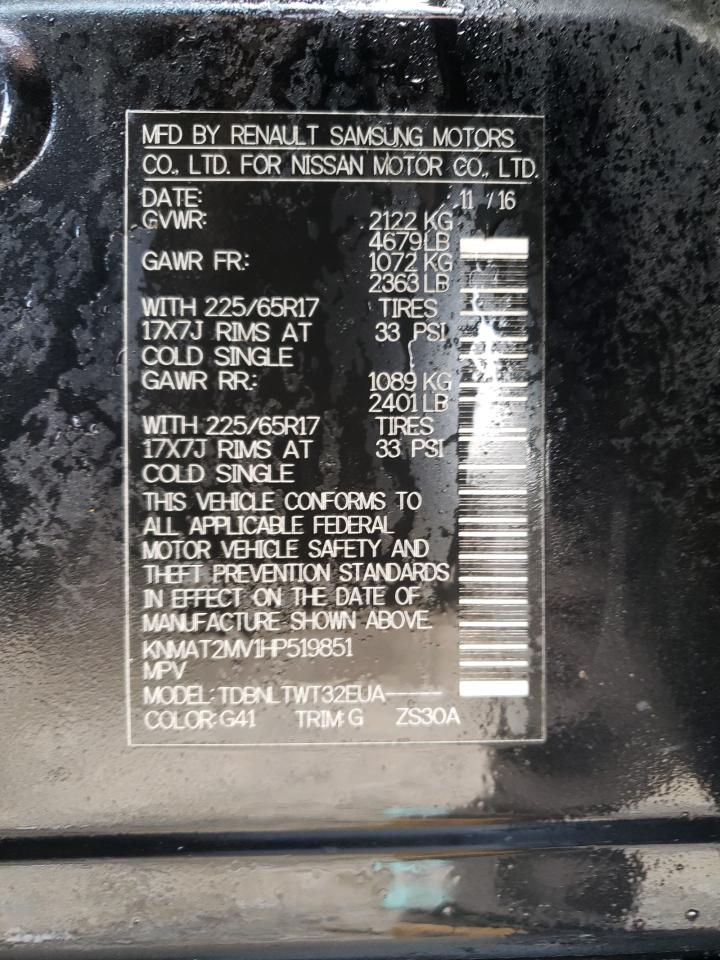 MFD BY RENAULT SAMSUNG MOTORS
CO., LTD. FOR NISSAN MOTOR CO., LTD.
DATE: 11 / 16
GVWR: 2122 KG
4679 LB
GAWR FR: 1072 KG
2363 LB
WITH 225/65R17 TIRES
17X7J RIMS AT 33 PSI
COLD SINGLE
GAWR RR: 1089 KG
2401 LB
WITH 225/65R17 TIRES
17X7J RIMS AT 33 PSI
COLD SINGLE
THIS VEHICLE CONFORMS TO
ALL APPLICABLE FEDERAL
MOTOR VEHICLE SAFETY AND
THEFT PREVENTION STANDARDS
IN EFFECT ON THE DATE OF
MANUFACTURE SHOWN ABOVE.
KNMAT2MV1HP519851
MPV
MODEL: TDBNLTWT32EUA-----
COLOR: G41 TRIM: G ZS30A